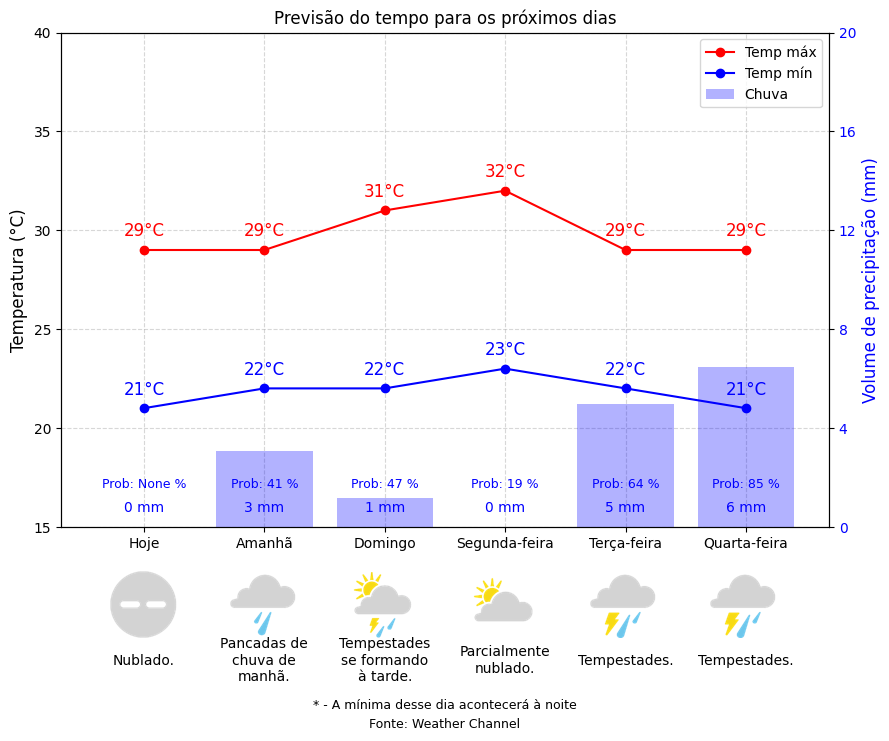 Previsão do tempo para os próximos dias
40
35
30
25
20
15
Temperatura (°C)
20
16
12
8
4
0
Volume de precipitação (mm)
Temp máx
Temp mín
Chuva
29°C 29°C 31°C 32°C 29°C 29°C
21°C 22°C 22°C 23°C 22°C 21°C
Prob: None % Prob: 41 % Prob: 47 % Prob: 19 % Prob: 64 % Prob: 85 %
0 mm 3 mm 1 mm 0 mm 5 mm 6 mm
Hoje Amanhã Domingo Segunda-feira Terça-feira Quarta-feira
Nublado.
Pancadas de
chuva de
manhã.
Tempestades
se formando
à tarde.
Parcialmente
nublado.
Tempestades.
Tempestades.
* - A mínima desse dia acontecerá à noite
Fonte: Weather Channel